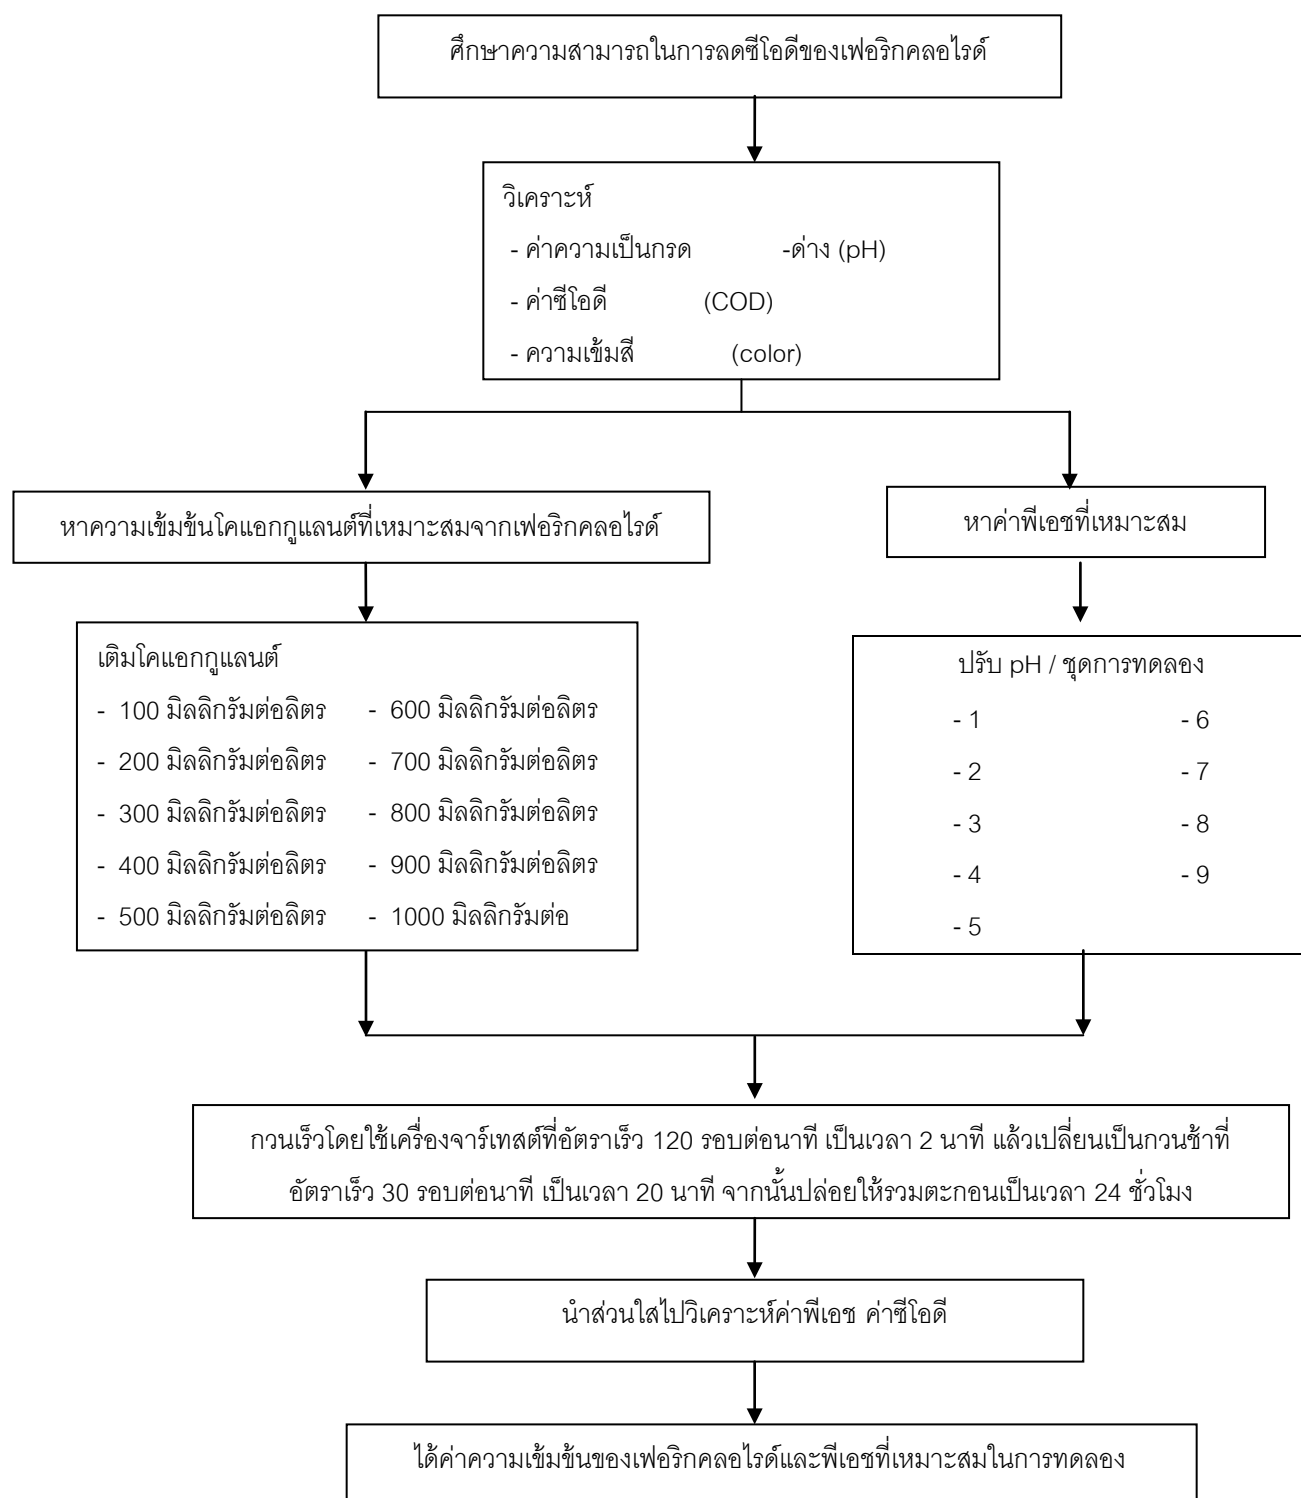 ศึกษาความสามารถในการลดซีโอดีของเฟอริกคลอไรด์
วิเคราะห์
- ค่าความเป็นกรด -ด่าง (pH)
- ค่าซีโอดี (COD)
- ความเข้มสี (color)
หาความเข้มข้นโคแอกกูแลนต์ที่เหมาะสมจากเฟอริกคลอไรด์
หาค่าพีเอชที่เหมาะสม
เติมโคแอกกูแลนต์
- 100 มิลลิกรัมต่อลิตร - 600 มิลลิกรัมต่อลิตร
- 200 มิลลิกรัมต่อลิตร - 700 มิลลิกรัมต่อลิตร
- 300 มิลลิกรัมต่อลิตร - 800 มิลลิกรัมต่อลิตร
- 400 มิลลิกรัมต่อลิตร - 900 มิลลิกรัมต่อลิตร
- 500 มิลลิกรัมต่อลิตร - 1000 มิลลิกรัมต่อ
ปรับ pH / ชุดการทดลอง
- 1 - 6
- 2 - 7
- 3 - 8
- 4 - 9
- 5
กวนเร็วโดยใช้เครื่องจาร์เทสต์ที่อัตราเร็ว 120 รอบต่อนาที เป็นเวลา 2 นาที แล้วเปลี่ยนเป็นกวนช้าที่
อัตราเร็ว 30 รอบต่อนาที เป็นเวลา 20 นาที จากนั้นปล่อยให้รวมตะกอนเป็นเวลา 24 ชั่วโมง
นำส่วนใสไปวิเคราะห์ค่าพีเอช ค่าซีโอดี
ได้ค่าความเข้มข้นของเฟอริกคลอไรด์และพีเอชที่เหมาะสมในการทดลอง